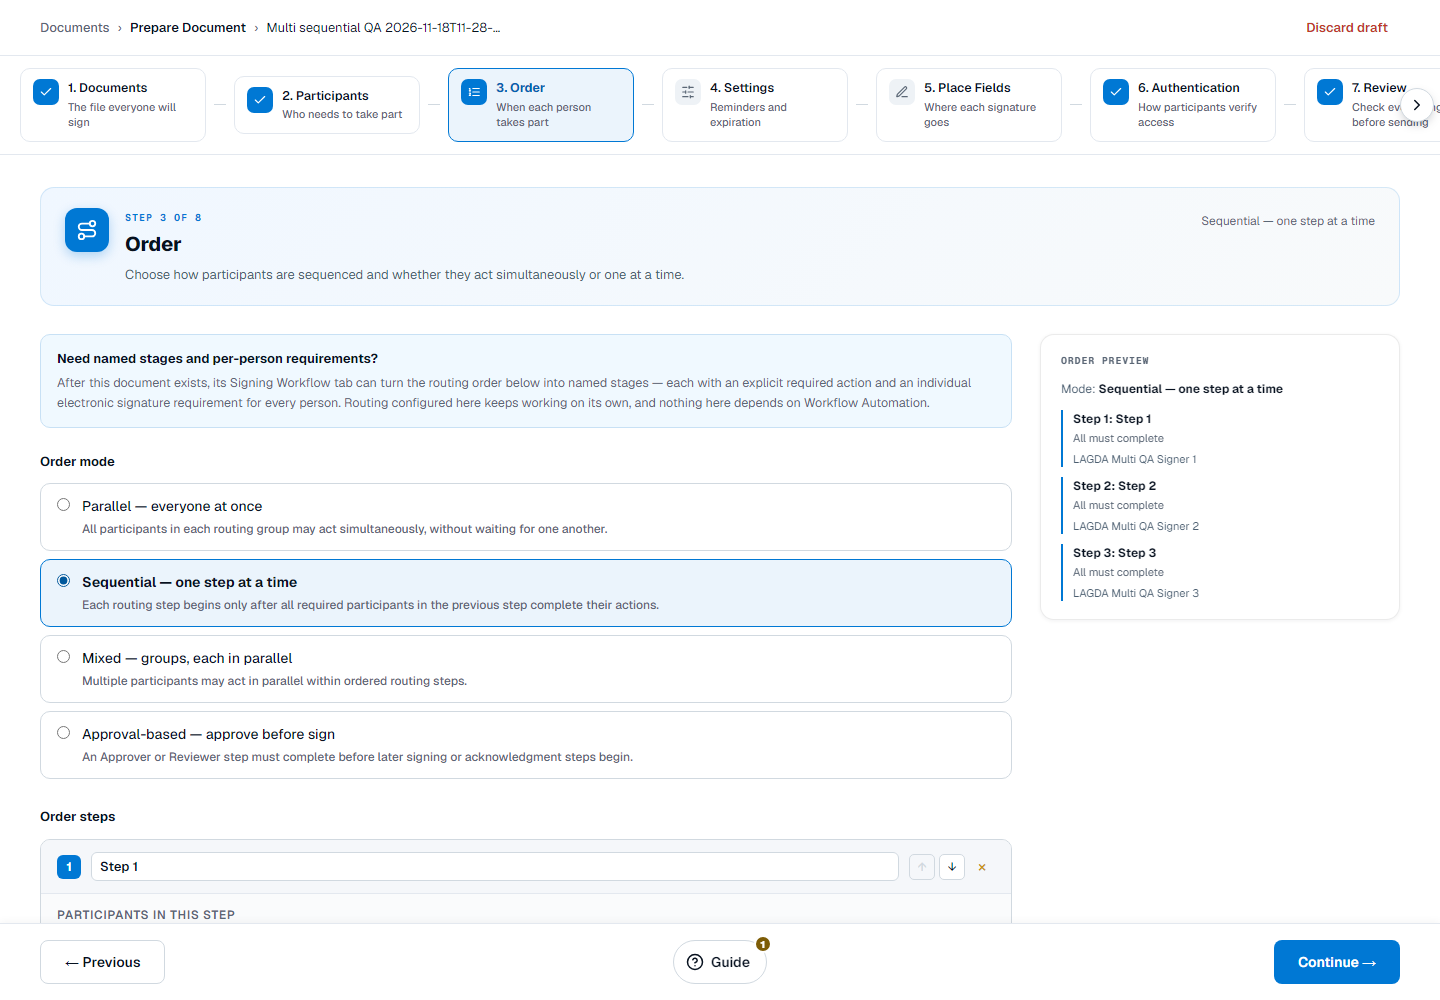 Documents › Prepare Document › Multi sequential QA 2026-11-18T11-28-...
Discard draft
1. Documents
The file everyone will
sign
2. Participants
Who needs to take part
3. Order
When each person
takes part
4. Settings
Reminders and
expiration
5. Place Fields
Where each signature
goes
6. Authentication
How participants verify
access
7. Review
Check
before sending
STEP 3 OF 8
Order
Choose how participants are sequenced and whether they act simultaneously or one at a time.
Sequential — one step at a time
Need named stages and per-person requirements?
After this document exists, its Signing Workflow tab can turn the routing order below into named stages — each with an explicit required action and an individual
electronic signature requirement for every person. Routing configured here keeps working on its own, and nothing here depends on Workflow Automation.
Order mode
Parallel — everyone at once
All participants in each routing group may act simultaneously, without waiting for one another.
Sequential — one step at a time
Each routing step begins only after all required participants in the previous step complete their actions.
Mixed — groups, each in parallel
Multiple participants may act in parallel within ordered routing steps.
Approval-based — approve before sign
An Approver or Reviewer step must complete before later signing or acknowledgment steps begin.
Order steps
1 Step 1
PARTICIPANTS IN THIS STEP
ORDER PREVIEW
Mode: Sequential — one step at a time
Step 1: Step 1
All must complete
LAGDA Multi QA Signer 1
Step 2: Step 2
All must complete
LAGDA Multi QA Signer 2
Step 3: Step 3
All must complete
LAGDA Multi QA Signer 3
← Previous
Guide
1
Continue →